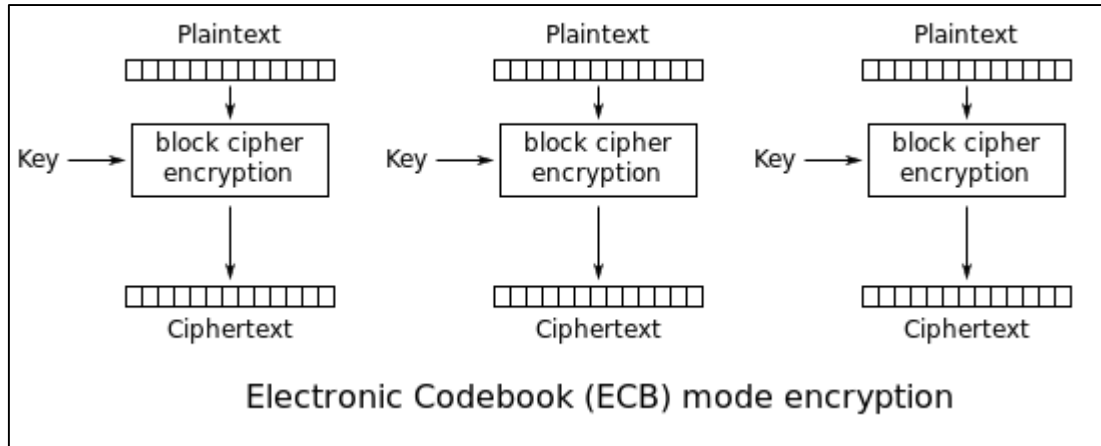 Plaintext
Plaintext
Plaintext
Key
block cipher
encryption
Key
block cipher
encryption
Key
block cipher
encryption
Ciphertext
Ciphertext
Ciphertext
Electronic Codebook (ECB) mode encryption